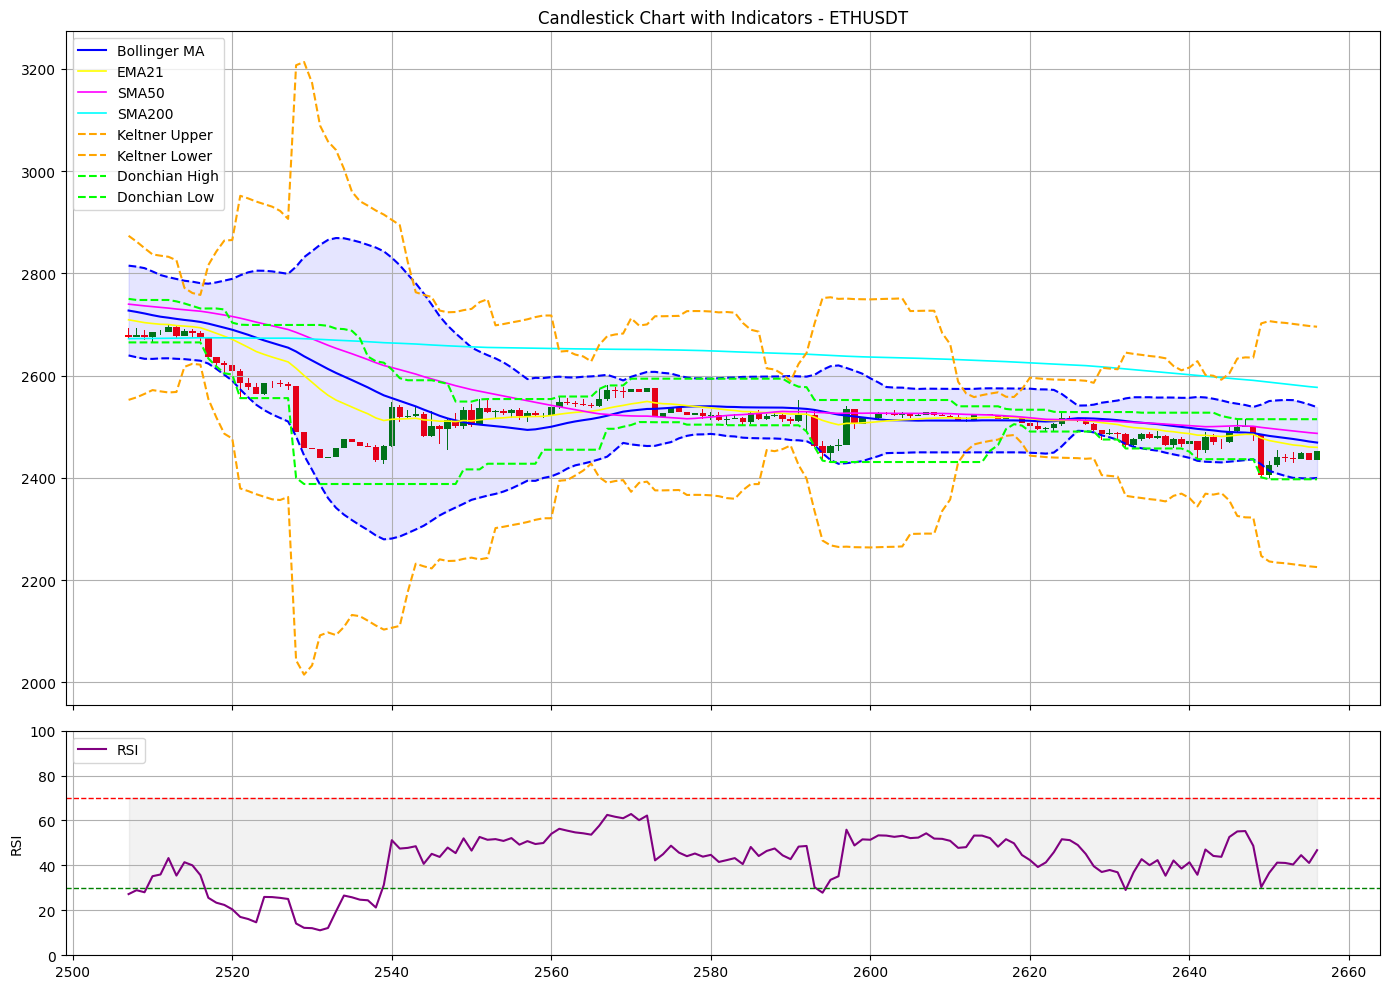 Candlestick Chart with Indicators - ETHUSDT
Bollinger MA
EMA21
SMA50
SMA200
Keltner Upper
Keltner Lower
Donchian High
Donchian Low
3200
3000
2800
2600
2400
2200
2000
RSI
100
80
60
40
20
0
RSI
2500 2520 2540 2560 2580 2600 2620 2640 2660